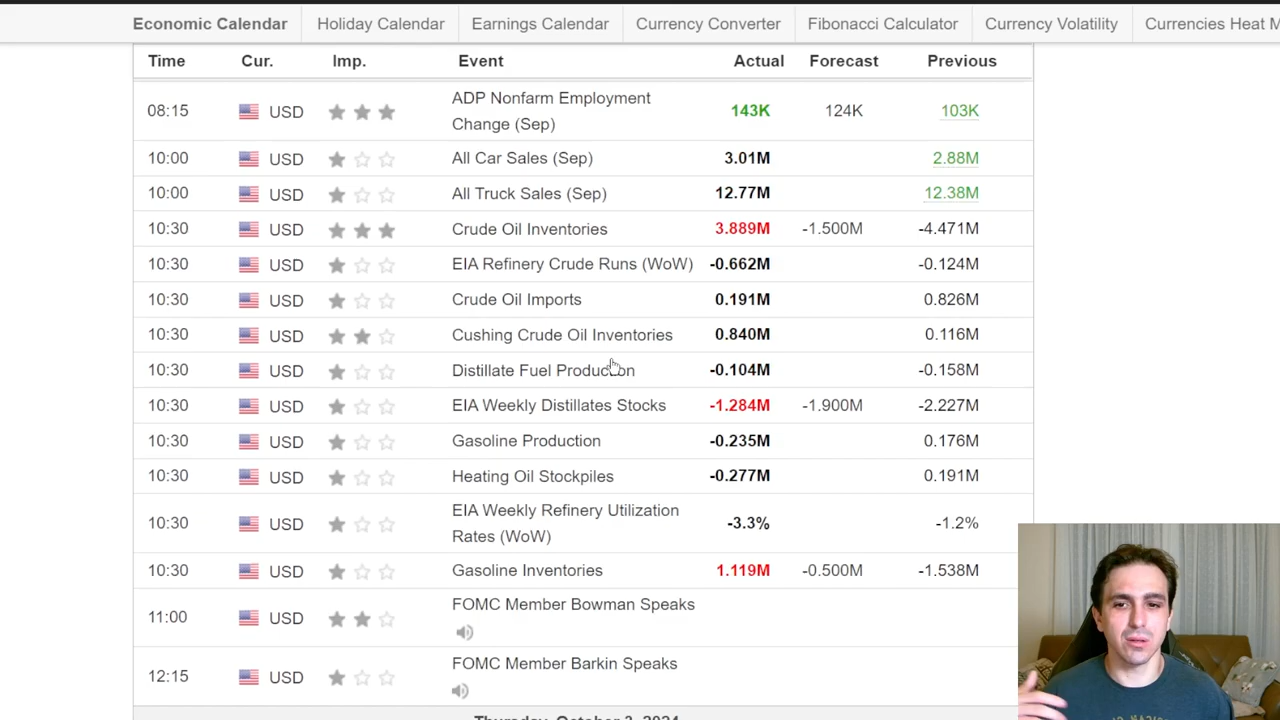 Economic Calendar Holiday Calendar Earnings Calendar Currency Converter Fibonacci Calculator Currency Volatility Currencies Heat
Time Cur. Imp. Event Actual Forecast Previous
08:15 USD ADP Nonfarm Employment 143K 124K 103K
Change (Sep)
10:00 USD All Car Sales (Sep) 3.01M 2.88M
10:00 USD All Truck Sales (Sep) 12.77M 12.38M
10:30 USD Crude Oil Inventories 3.889M -1.500M -4.471M
10:30 USD EIA Refinery Crude Runs (WoW) -0.662M -0.124M
10:30 USD Crude Oil Imports 0.191M 0.826M
10:30 USD Cushing Crude Oil Inventories 0.840M 0.116M
10:30 USD Distillate Fuel Production -0.104M -0.158M
10:30 USD EIA Weekly Distillates Stocks -1.284M -1.900M -2.227M
10:30 USD Gasoline Production -0.235M 0.176M
10:30 USD Heating Oil Stockpiles -0.277M 0.191M
10:30 USD EIA Weekly Refinery Utilization -3.3% -1.2%
Rates (WoW)
10:30 USD Gasoline Inventories 1.119M -0.500M -1.538M
11:00 USD FOMC Member Bowman Speaks
12:15 USD FOMC Member Barkin Speaks
Thursday, October 3, 2024